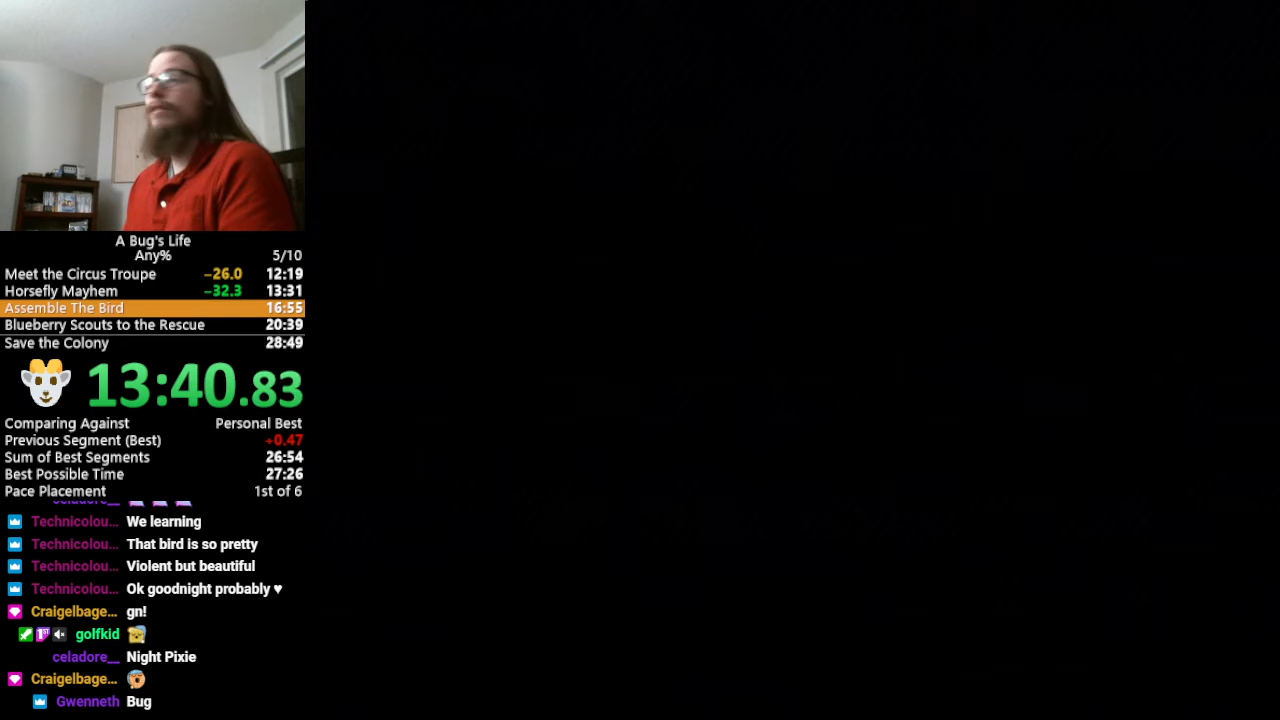 A Bug's Life
Any% 5/10
Meet the Circus Troupe −26.0 12:19
Horsefly Mayhem −32.3 13:31
Assemble The Bird 16:55
Blueberry Scouts to the Rescue 20:39
Save the Colony 28:49
13:40.83
Comparing Against Personal Best
Previous Segment (Best) +0.47
Sum of Best Segments 26:54
Best Possible Time 27:26
Pace Placement 1st of 6
celadore__
Technicolou... We learning
Technicolou... That bird is so pretty
Technicolou... Violent but beautiful
Technicolou... Ok goodnight probably ♥
Craigelbage... gn!
golfkid
celadore__ Night Pixie
Craigelbage...
Gwenneth Bug